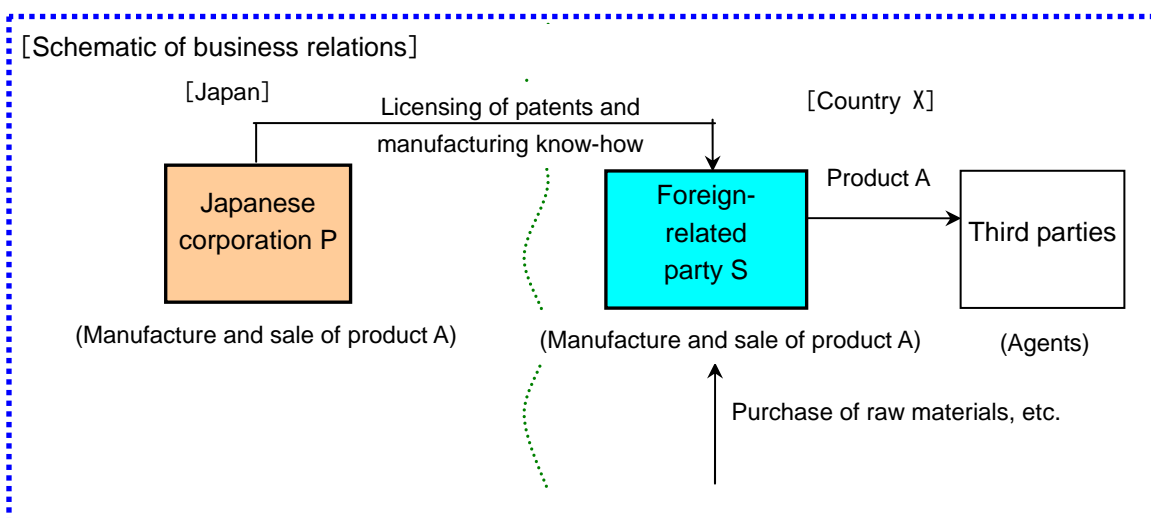 [Schematic of business relations]
[Japan]
Licensing of patents and
manufacturing know-how
[Country X]
Japanese
corporation P
Foreign-
related
party S
Product A
Third parties
(Manufacture and sale of product A)
(Manufacture and sale of product A)
(Agents)
Purchase of raw materials, etc.